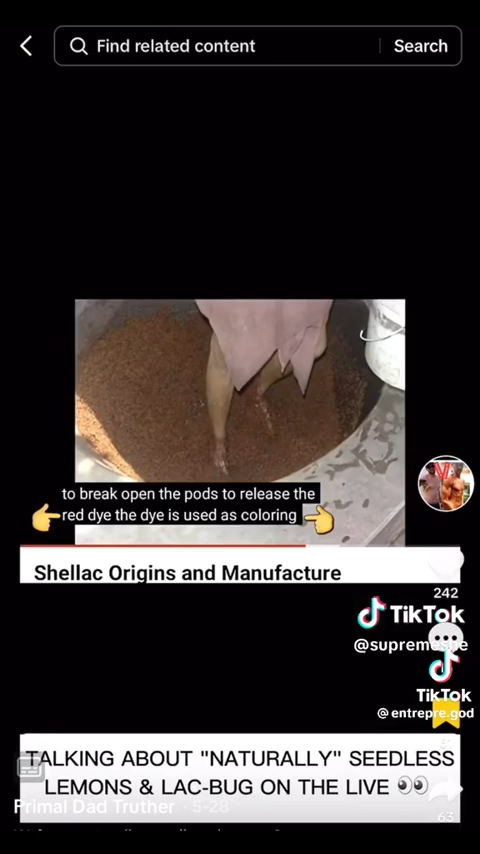 Find related content
Search
to break open the pods to release the
red dye the dye is used as coloring
Shellac Origins and Manufacture
242
TikTok
@supremeshe
TikTok
@entrepre.god
TALKING ABOUT "NATURALLY" SEEDLESS
LEMONS & LAC-BUG ON THE LIVE 👀
Primal Dad Truther · 5-28
63